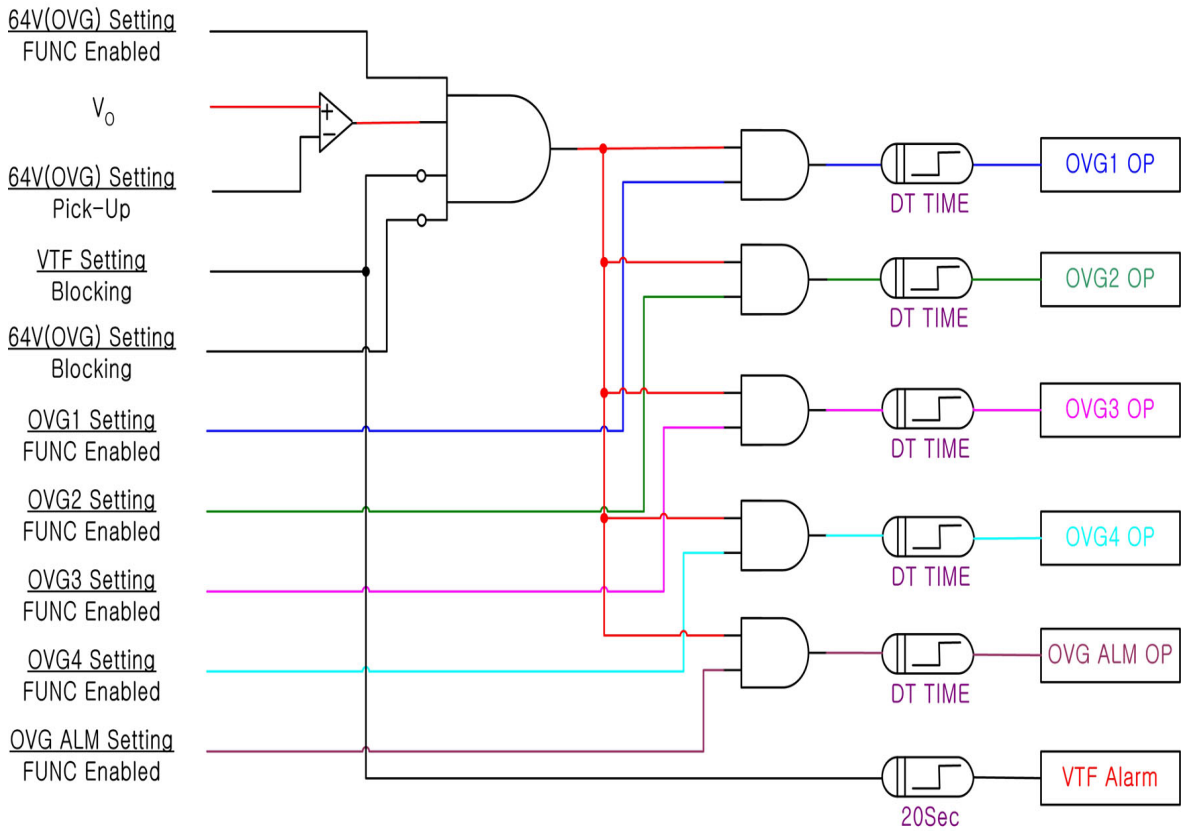 64V(OVG) Setting
FUNC Enabled
VO
64V(OVG) Setting
Pick-Up
VTF Setting
Blocking
64V(OVG) Setting
Blocking
OVG1 Setting
FUNC Enabled
OVG2 Setting
FUNC Enabled
OVG3 Setting
FUNC Enabled
OVG4 Setting
FUNC Enabled
OVG ALM Setting
FUNC Enabled
+
−
DT TIME
OVG1 OP
DT TIME
OVG2 OP
DT TIME
OVG3 OP
DT TIME
OVG4 OP
DT TIME
OVG ALM OP
20Sec
VTF Alarm